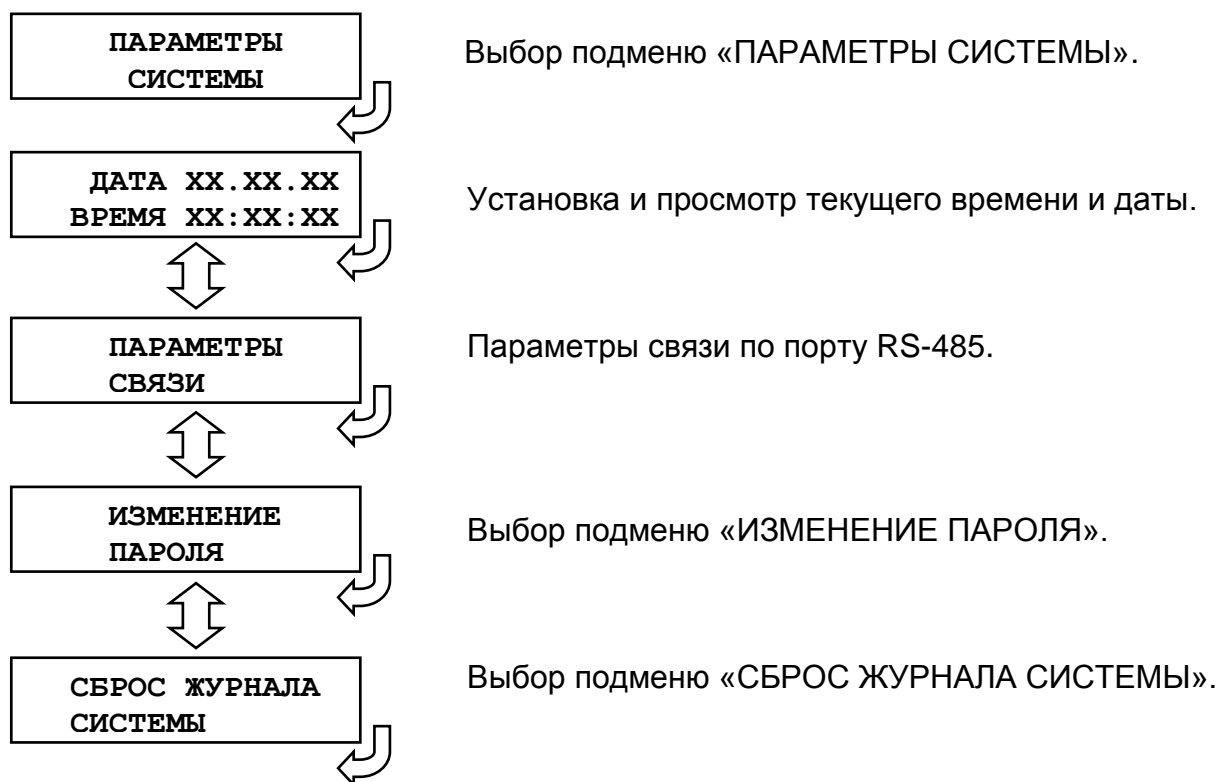 ПАРАМЕТРЫ
СИСТЕМЫ
Выбор подменю «ПАРАМЕТРЫ СИСТЕМЫ».
ДАТА XX.XX.XX
ВРЕМЯ XX:XX:XX
Установка и просмотр текущего времени и даты.
ПАРАМЕТРЫ
СВЯЗИ
Параметры связи по порту RS-485.
ИЗМЕНЕНИЕ
ПАРОЛЯ
Выбор подменю «ИЗМЕНЕНИЕ ПАРОЛЯ».
СБРОС ЖУРНАЛА
СИСТЕМЫ
Выбор подменю «СБРОС ЖУРНАЛА СИСТЕМЫ».